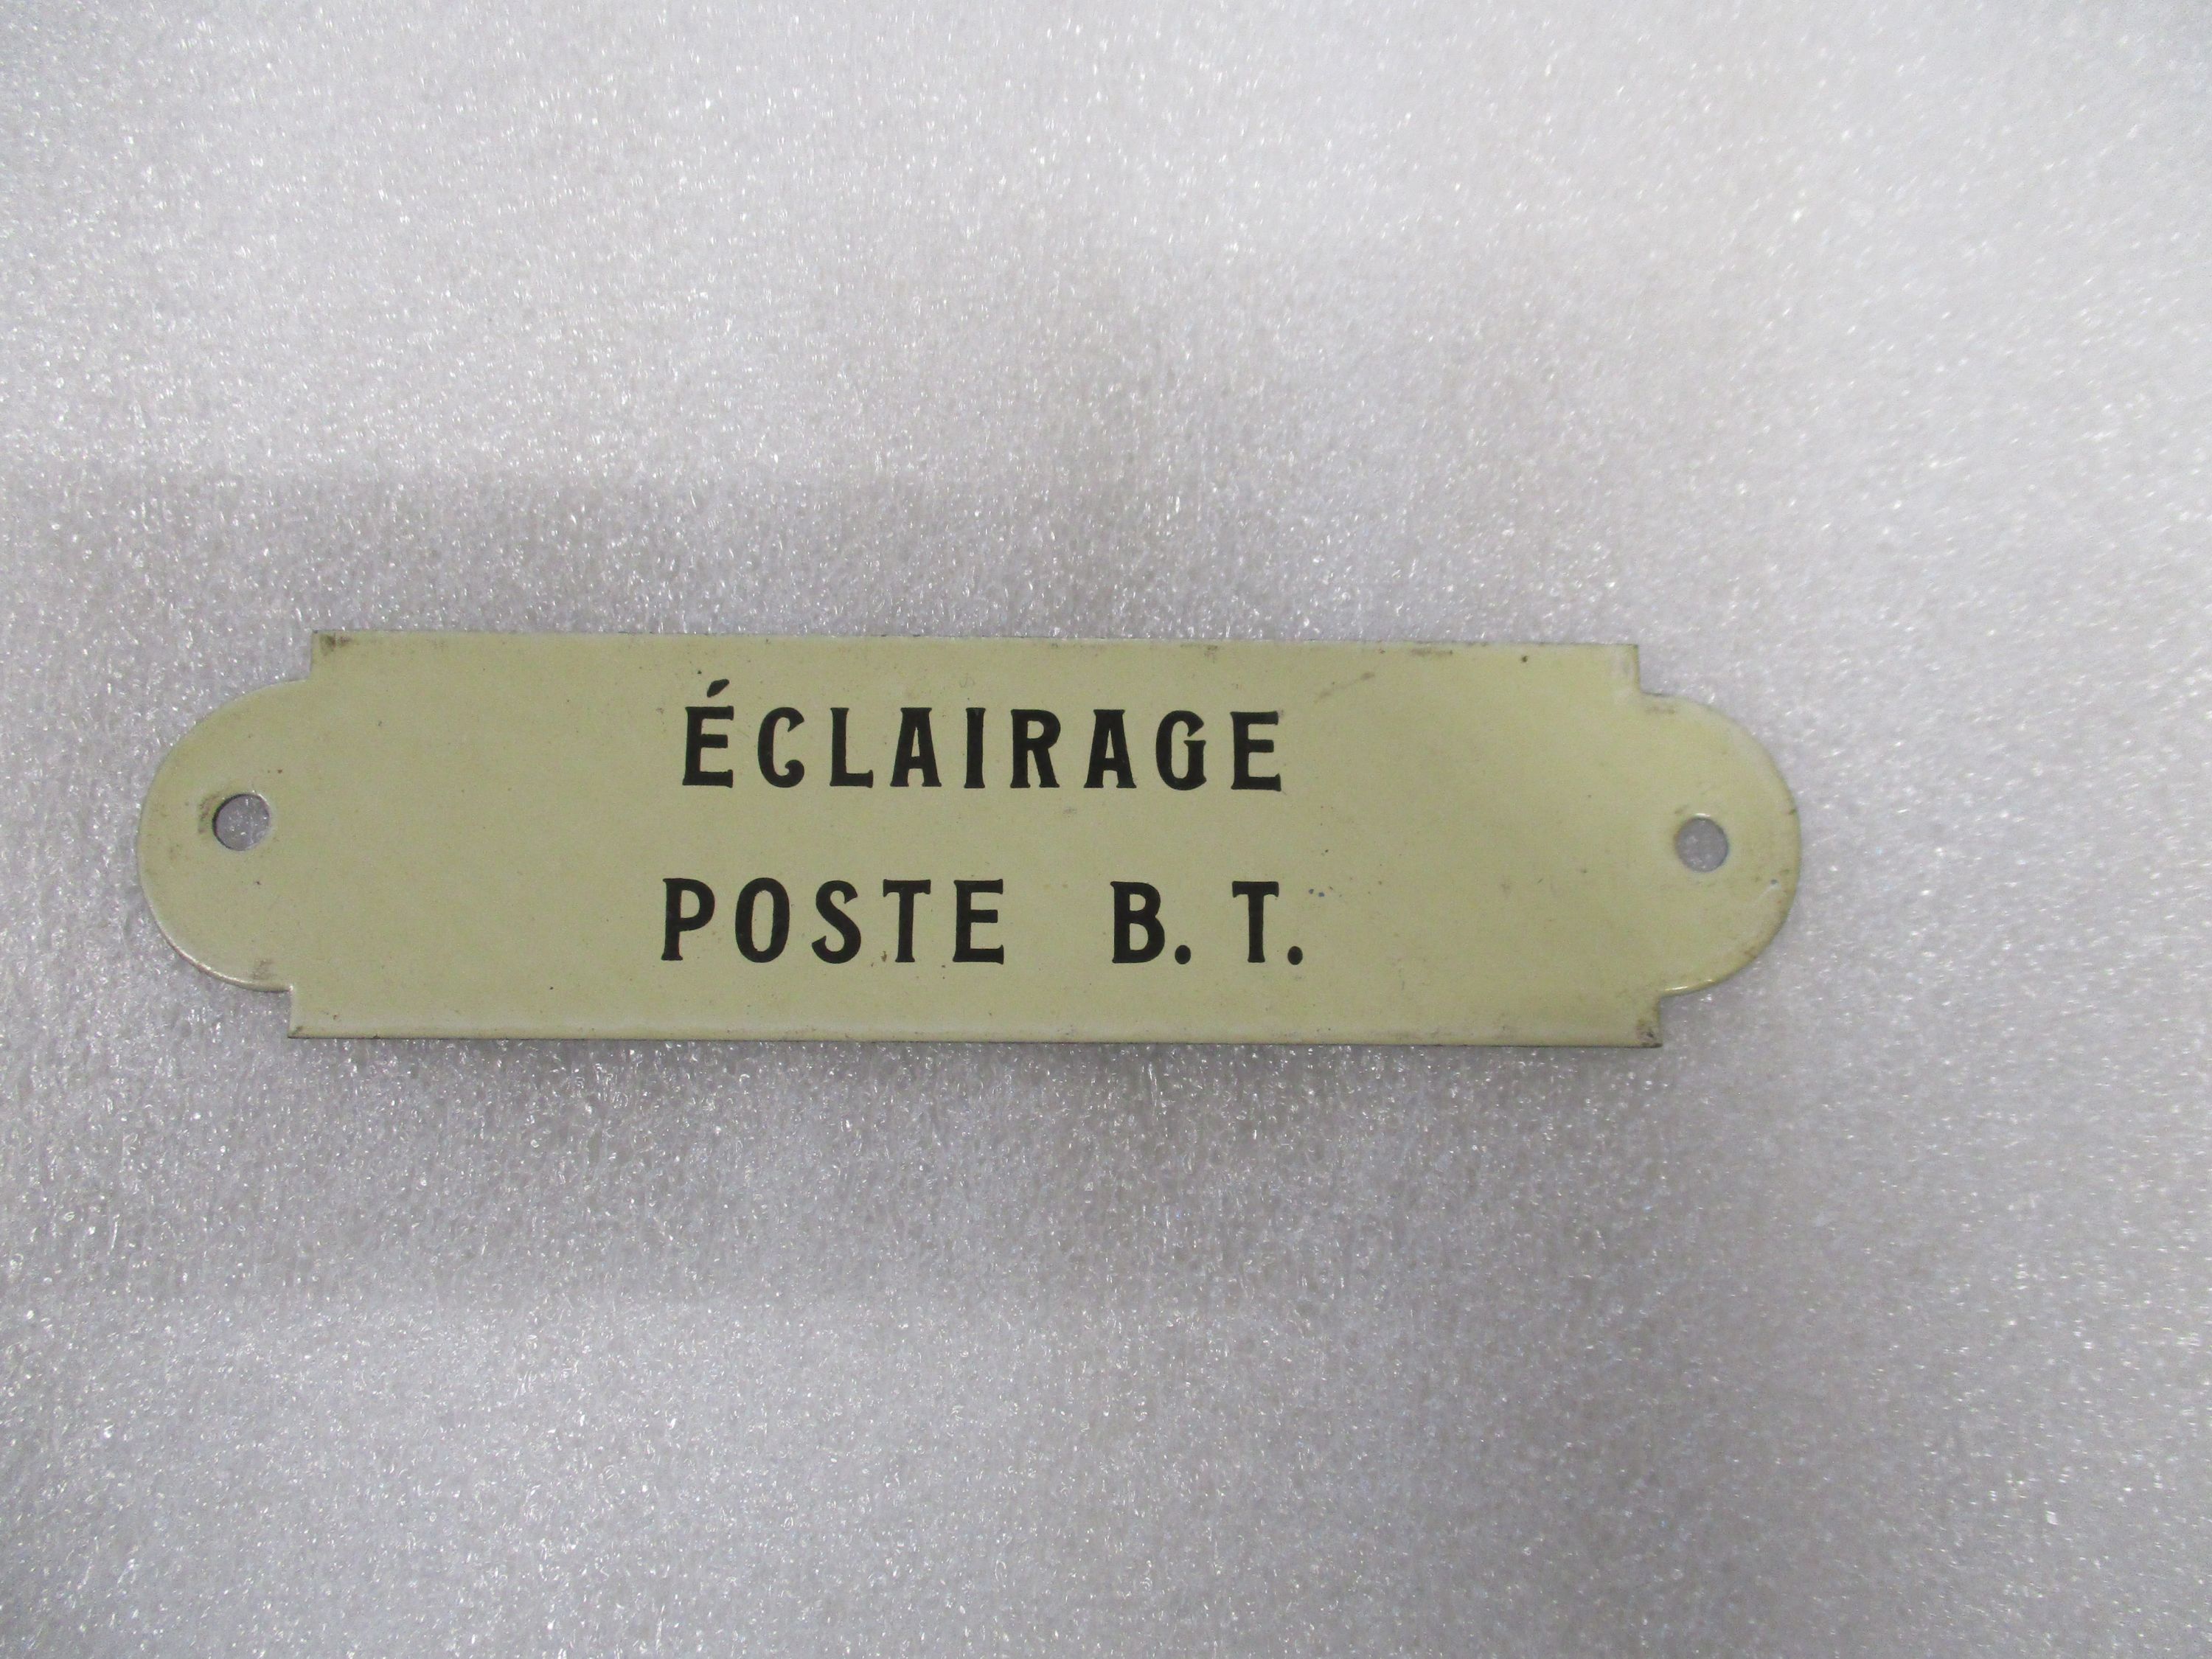 ÉCLAIRAGE
POSTE B.T.